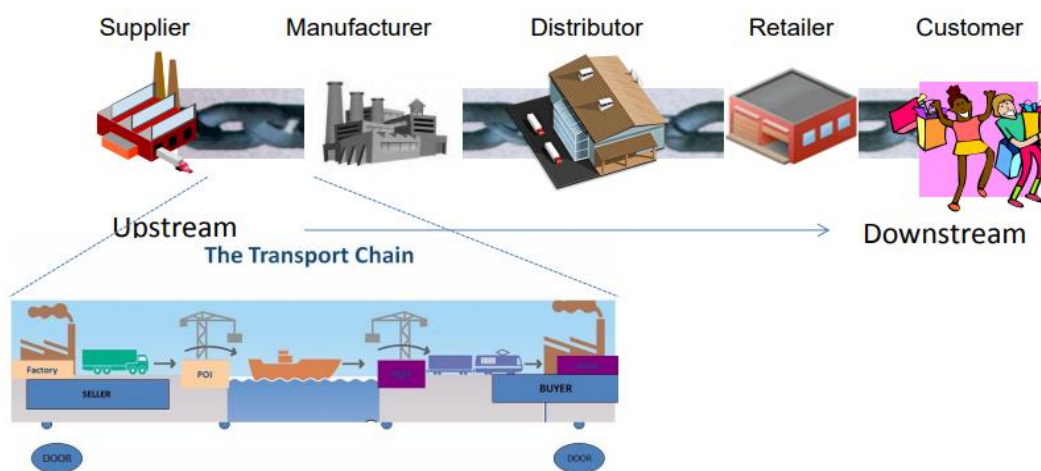 Supplier
Manufacturer
Distributor
Retailer
Customer
Upstream
Downstream
The Transport Chain
Factory
POI
SELLER
BUYER
DOOR
DOOR